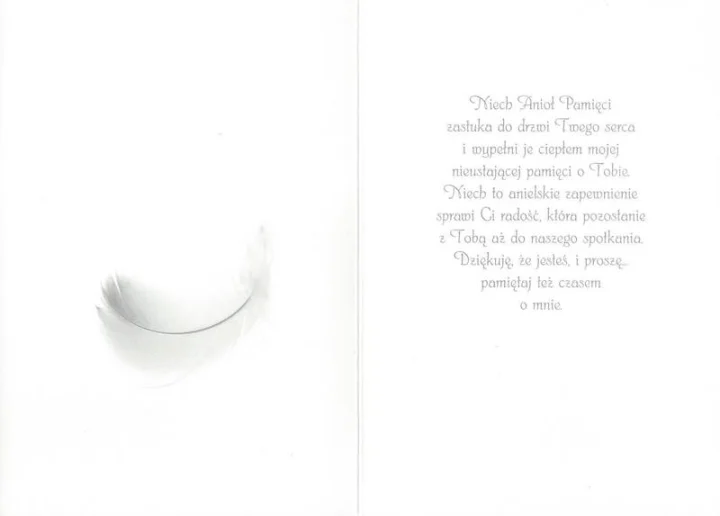 Niech Anioł Pamięci
zastuka do drzwi Twego serca
i wypełni je ciepłem mojej
nieustającej pamięci o Tobie.
Niech to anielskie zapewnienie
sprawi Ci radość, która pozostanie
z Tobą aż do naszego spotkania.
Dziękuję, że jesteś, i proszę...
pamiętaj też czasem
o mnie.